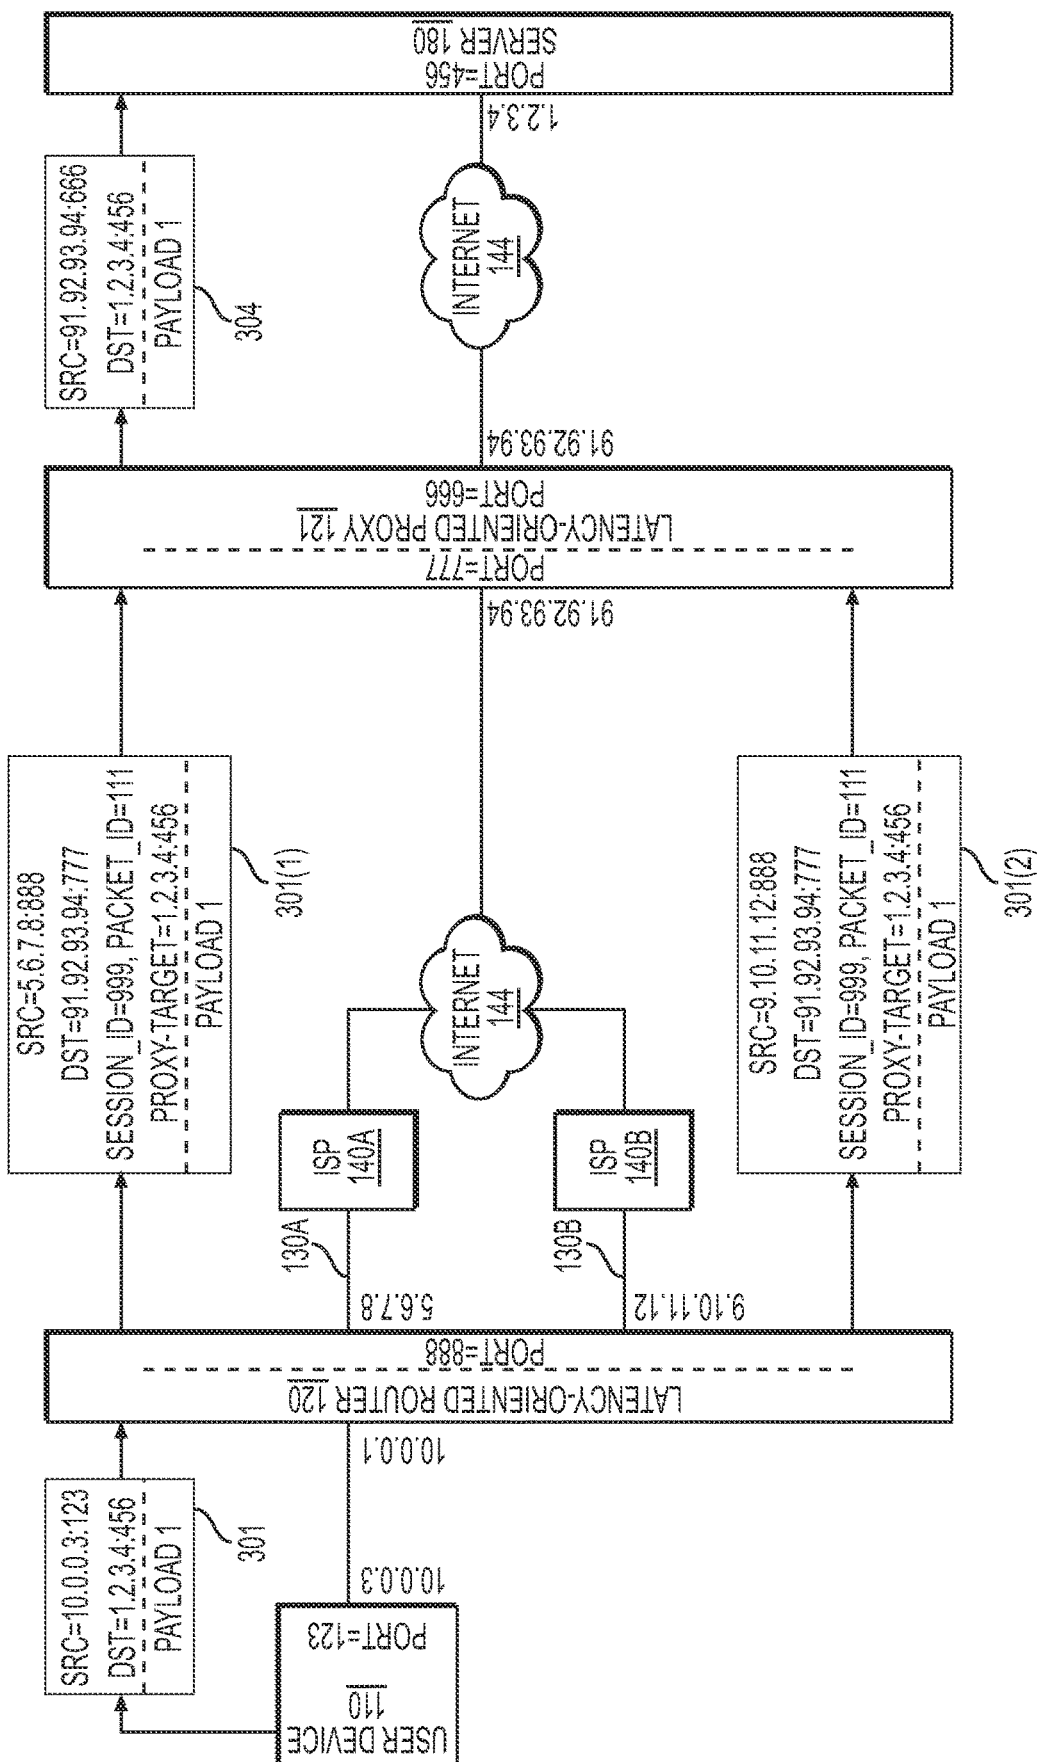 SRC=10.0.0.3:123
DST=1.2.3.4:456
PAYLOAD 1
301
USER DEVICE
110
PORT=123
10.0.0.3
10.0.0.1
LATENCY-ORIENTED ROUTER 120
PORT=888
5.6.7.8
130A
ISP
140A
9.10.11.12
130B
ISP
140B
SRC=5.6.7.8:888
DST=91.92.93.94:777
SESSION_ID=999, PACKET_ID=111
PROXY-TARGET=1.2.3.4:456
PAYLOAD 1
301(1)
INTERNET
144
SRC=9.10.11.12:888
DST=91.92.93.94:777
SESSION_ID=999, PACKET_ID=111
PROXY-TARGET=1.2.3.4:456
PAYLOAD 1
301(2)
91.92.93.94
PORT=777
LATENCY-ORIENTED PROXY 121
PORT=666
91.92.93.94
SRC=91.92.93.94:666
DST=1.2.3.4:456
PAYLOAD 1
304
INTERNET
144
1.2.3.4
PORT=456
SERVER 180